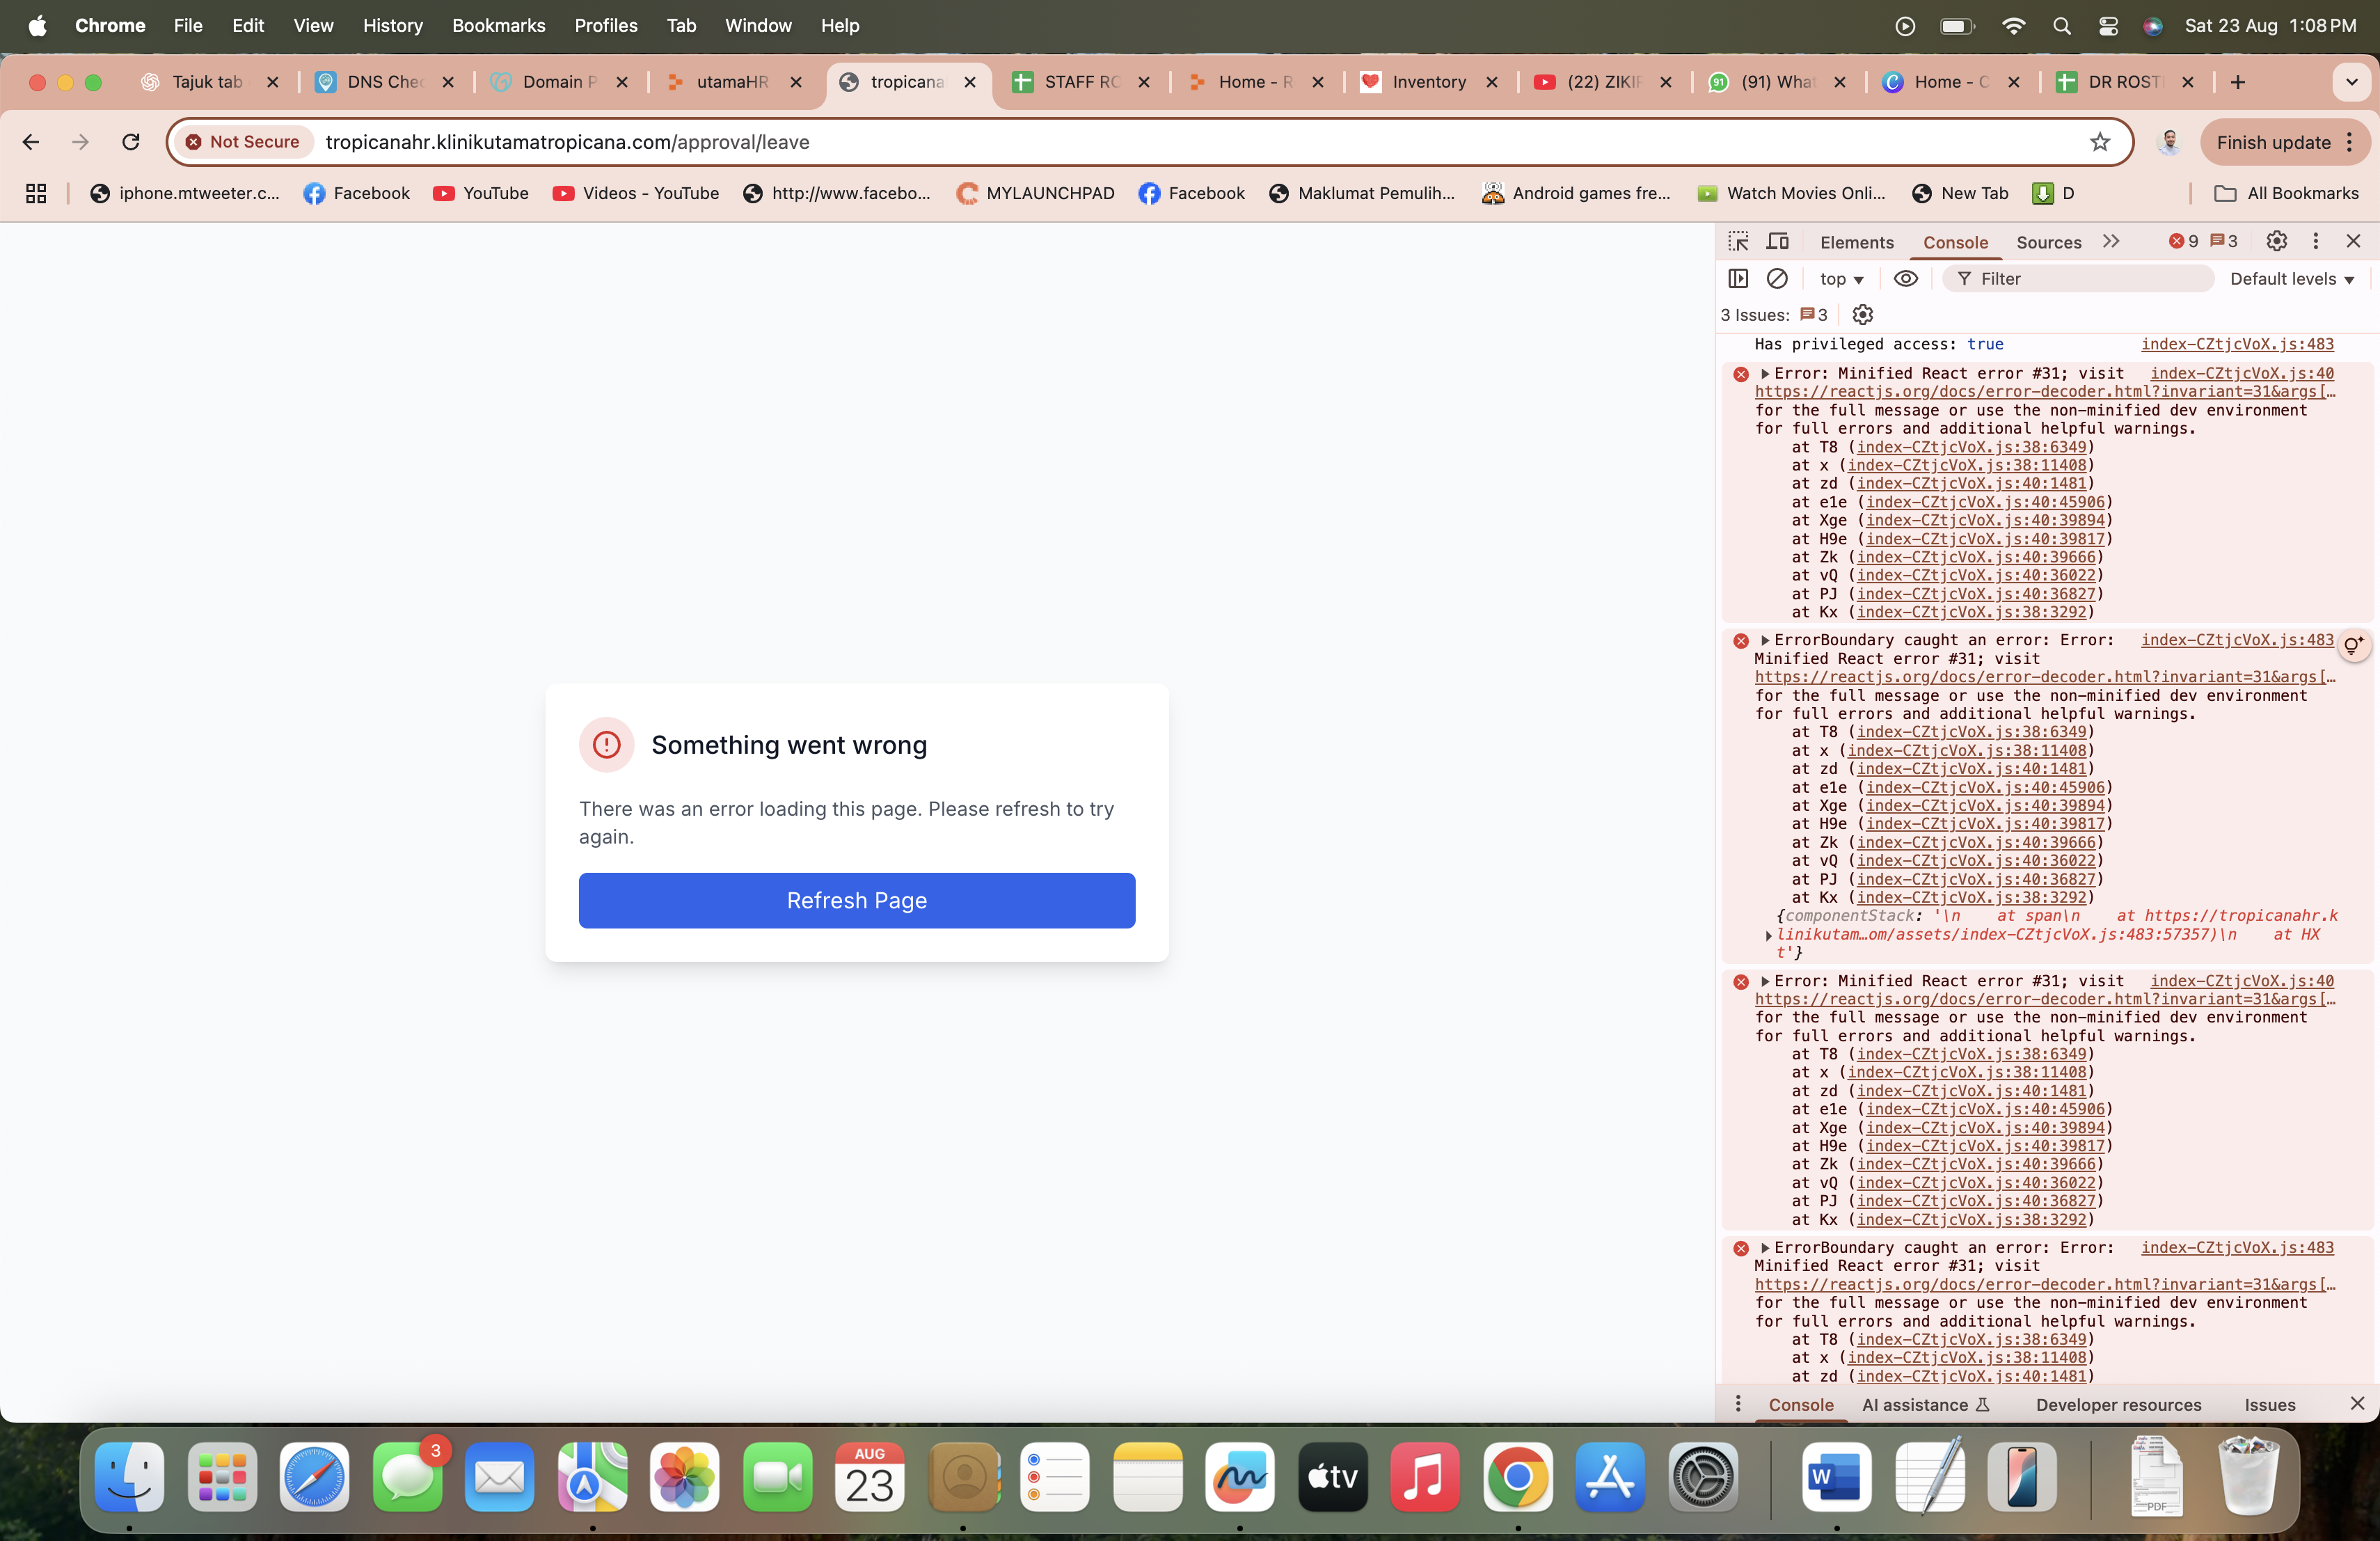 Chrome File Edit View History Bookmarks Profiles Tab Window Help Sat 23 Aug 1:08 PM
Tajuk tab DNS Che Domain P utamaHR tropicana STAFF RO Home - R Inventory (22) ZIKIR (91) Wha Home - C DR ROST
Not Secure tropicanahr.klinikutamatropicana.com/approval/leave Finish update
iphone.mtweeter.c... Facebook YouTube Videos - YouTube http://www.facebo... MYLAUNCHPAD Facebook Maklumat Pemulih... Android games fre... Watch Movies Onli... New Tab D All Bookmarks
Elements Console Sources 9 3
top Filter Default levels
3 Issues: 3
Has privileged access: true index-CZtjcVoX.js:483
Error: Minified React error #31; visit index-CZtjcVoX.js:40
https://reactjs.org/docs/error-decoder.html?invariant=31&args[…
for the full message or use the non-minified dev environment
for full errors and additional helpful warnings.
at T8 (index-CZtjcVoX.js:38:6349)
at x (index-CZtjcVoX.js:38:11408)
at zd (index-CZtjcVoX.js:40:1481)
at e1e (index-CZtjcVoX.js:40:45906)
at Xge (index-CZtjcVoX.js:40:39894)
at H9e (index-CZtjcVoX.js:40:39817)
at Zk (index-CZtjcVoX.js:40:39666)
at vQ (index-CZtjcVoX.js:40:36022)
at PJ (index-CZtjcVoX.js:40:36827)
at Kx (index-CZtjcVoX.js:38:3292)
ErrorBoundary caught an error: Error: index-CZtjcVoX.js:483
Minified React error #31; visit
https://reactjs.org/docs/error-decoder.html?invariant=31&args[…
for the full message or use the non-minified dev environment
for full errors and additional helpful warnings.
at T8 (index-CZtjcVoX.js:38:6349)
at x (index-CZtjcVoX.js:38:11408)
at zd (index-CZtjcVoX.js:40:1481)
at e1e (index-CZtjcVoX.js:40:45906)
at Xge (index-CZtjcVoX.js:40:39894)
at H9e (index-CZtjcVoX.js:40:39817)
at Zk (index-CZtjcVoX.js:40:39666)
at vQ (index-CZtjcVoX.js:40:36022)
at PJ (index-CZtjcVoX.js:40:36827)
at Kx (index-CZtjcVoX.js:38:3292)
{componentStack: '\n    at span\n    at https://tropicanahr.k
linikutam…om/assets/index-CZtjcVoX.js:483:57357)\n    at HX
t'}
Error: Minified React error #31; visit index-CZtjcVoX.js:40
https://reactjs.org/docs/error-decoder.html?invariant=31&args[…
for the full message or use the non-minified dev environment
for full errors and additional helpful warnings.
at T8 (index-CZtjcVoX.js:38:6349)
at x (index-CZtjcVoX.js:38:11408)
at zd (index-CZtjcVoX.js:40:1481)
at e1e (index-CZtjcVoX.js:40:45906)
at Xge (index-CZtjcVoX.js:40:39894)
at H9e (index-CZtjcVoX.js:40:39817)
at Zk (index-CZtjcVoX.js:40:39666)
at vQ (index-CZtjcVoX.js:40:36022)
at PJ (index-CZtjcVoX.js:40:36827)
at Kx (index-CZtjcVoX.js:38:3292)
ErrorBoundary caught an error: Error: index-CZtjcVoX.js:483
Minified React error #31; visit
https://reactjs.org/docs/error-decoder.html?invariant=31&args[…
for the full message or use the non-minified dev environment
for full errors and additional helpful warnings.
at T8 (index-CZtjcVoX.js:38:6349)
at x (index-CZtjcVoX.js:38:11408)
at zd (index-CZtjcVoX.js:40:1481)
Console AI assistance Developer resources Issues
Something went wrong
There was an error loading this page. Please refresh to try
again.
Refresh Page
3
AUG
23
tv
W
PDF